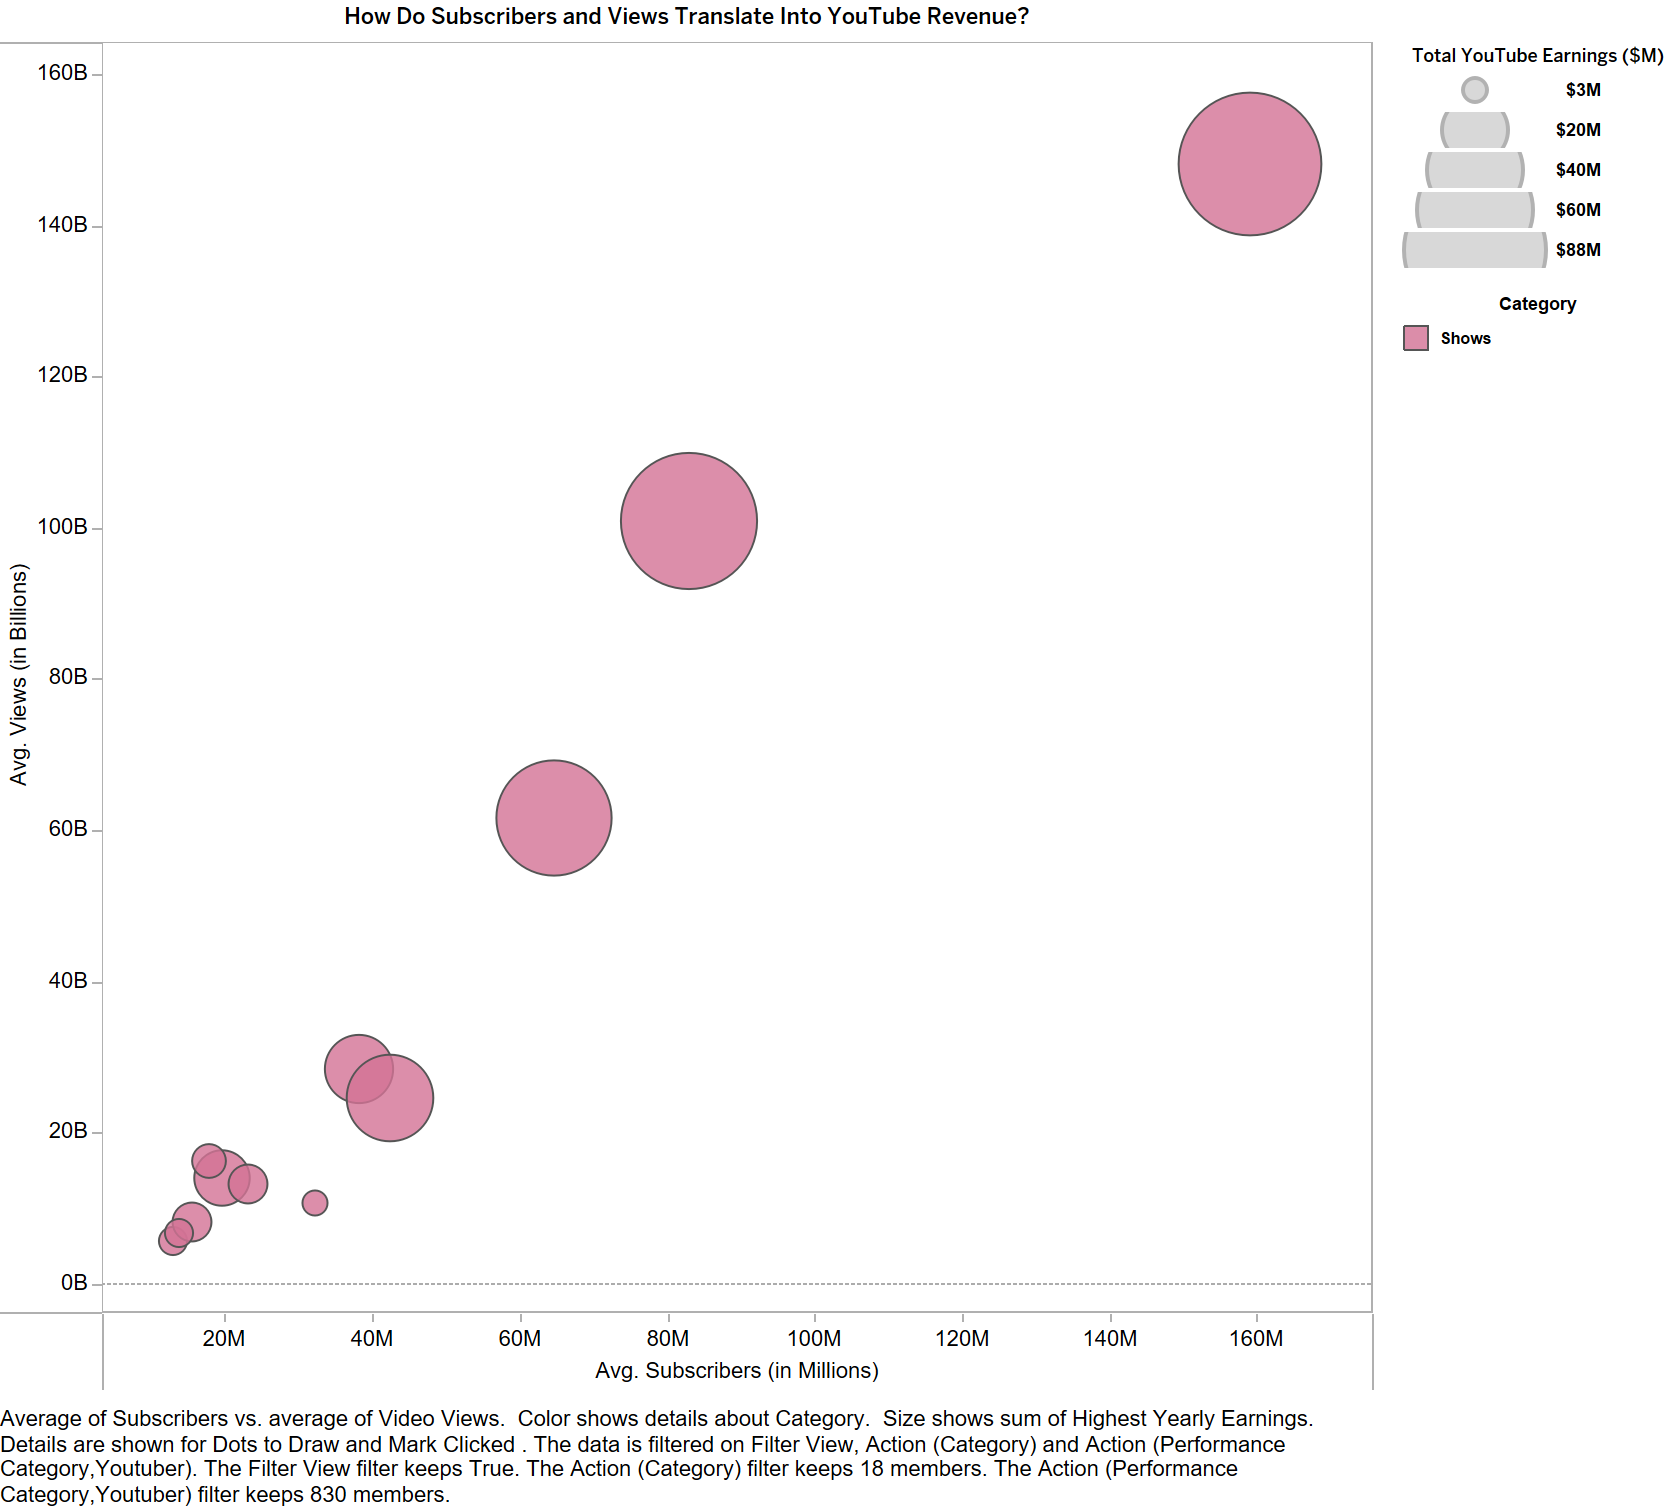 How Do Subscribers and Views Translate Into YouTube Revenue?
160B
140B
120B
100B
80B
60B
40B
20B
0B
Avg. Views (in Billions)
20M
40M
60M
80M
100M
120M
140M
160M
Avg. Subscribers (in Millions)
Total YouTube Earnings ($M)
$3M
$20M
$40M
$60M
$88M
Category
Shows
Average of Subscribers vs. average of Video Views.  Color shows details about Category.  Size shows sum of Highest Yearly Earnings.
Details are shown for Dots to Draw and Mark Clicked . The data is filtered on Filter View, Action (Category) and Action (Performance
Category,Youtuber). The Filter View filter keeps True. The Action (Category) filter keeps 18 members. The Action (Performance
Category,Youtuber) filter keeps 830 members.